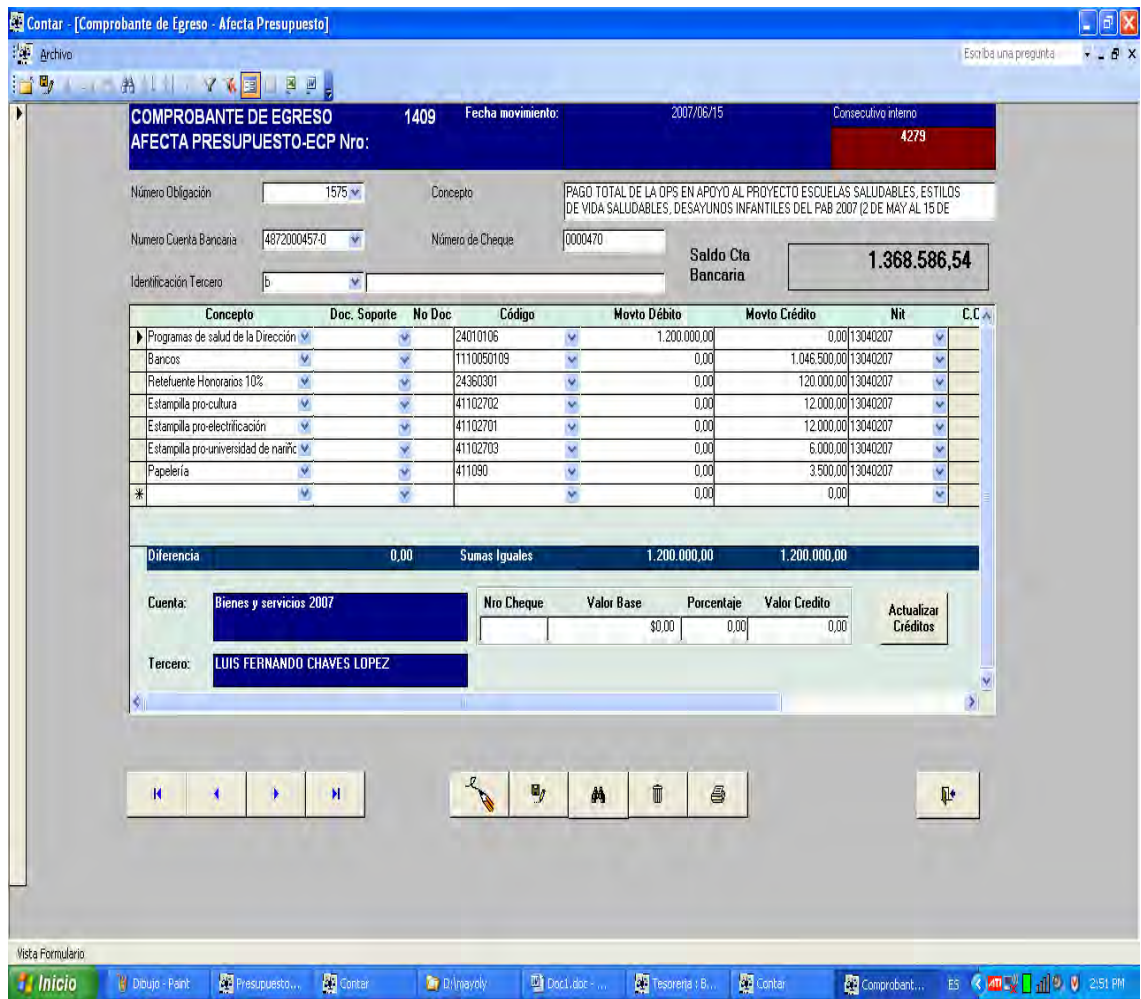 Contar - [Comprobante de Egreso - Afecta Presupuesto]
Archivo
Escriba una pregunta
COMPROBANTE DE EGRESO 1409 Fecha movimiento: 2007/06/15 Consecutivo interno
AFECTA PRESUPUESTO-ECP Nro: 4279
Número Obligación 1575 Concepto PAGO TOTAL DE LA OPS EN APOYO AL PROYECTO ESCUELAS SALUDABLES, ESTILOS
DE VIDA SALUDABLES, DESAYUNOS INFANTILES DEL PAB 2007 (2 DE MAY AL 15 DE
Numero Cuenta Bancaria 4872000457-0 Número de Cheque 0000470
Saldo Cta Bancaria 1.368.586,54
Identificación Tercero b
Concepto Doc. Soporte No Doc Código Movto Débito Movto Crédito Nit C.C
Programas de salud de la Dirección 24010106 1.200.000,00 0,00 13040207
Bancos 1110050109 0,00 1.046.500,00 13040207
Retefuente Honorarios 10% 24360301 0,00 120.000,00 13040207
Estampilla pro-cultura 41102702 0,00 12.000,00 13040207
Estampilla pro-electrificación 41102701 0,00 12.000,00 13040207
Estampilla pro-universidad de nariño 41102703 0,00 6.000,00 13040207
Papelería 411090 0,00 3.500,00 13040207
* 0,00 0,00
Diferencia 0,00 Sumas Iguales 1.200.000,00 1.200.000,00
Cuenta: Bienes y servicios 2007
Nro Cheque Valor Base Porcentaje Valor Credito
$0,00 0,00 0,00
Actualizar Créditos
Tercero: LUIS FERNANDO CHAVES LOPEZ
Vista Formulario
Inicio Dibujo - Paint Presupuesto... Contar D:\mayoly Doc1.doc - ... Tesorería : B... Contar Comprobant... ES 2:51 PM